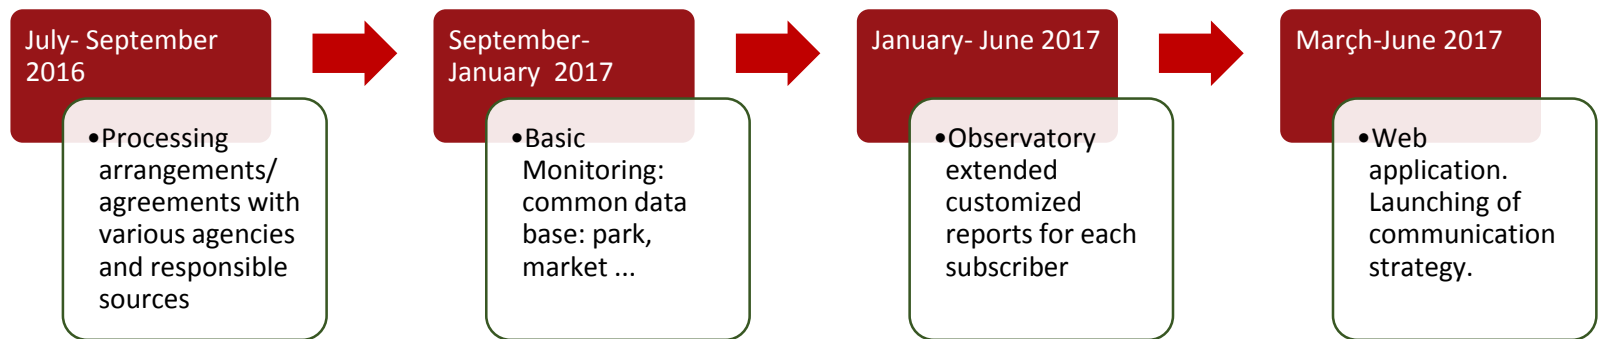 July- September
2016
•Processing
arrangements/
agreements with
various agencies
and responsible
sources
September-
January 2017
•Basic
Monitoring:
common data
base: park,
market ...
January- June 2017
•Observatory
extended
customized
reports for each
subscriber
Març̧h-June 2017
•Web
application.
Launching of
communication
strategy.